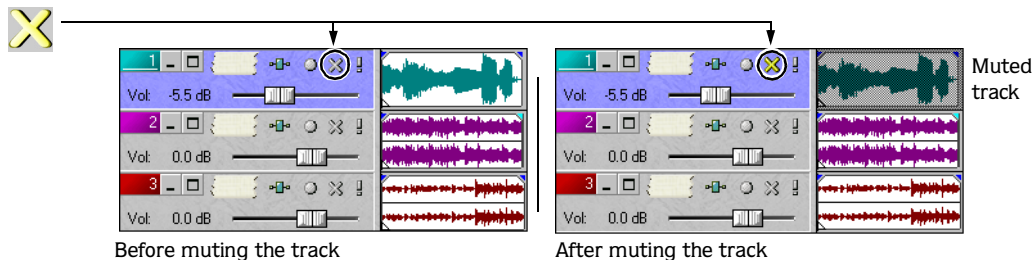 1
Vol: -5.5 dB
2
Vol: 0.0 dB
3
Vol: 0.0 dB
Before muting the track
1
Vol: -5.5 dB
2
Vol: 0.0 dB
3
Vol: 0.0 dB
After muting the track
Muted
track